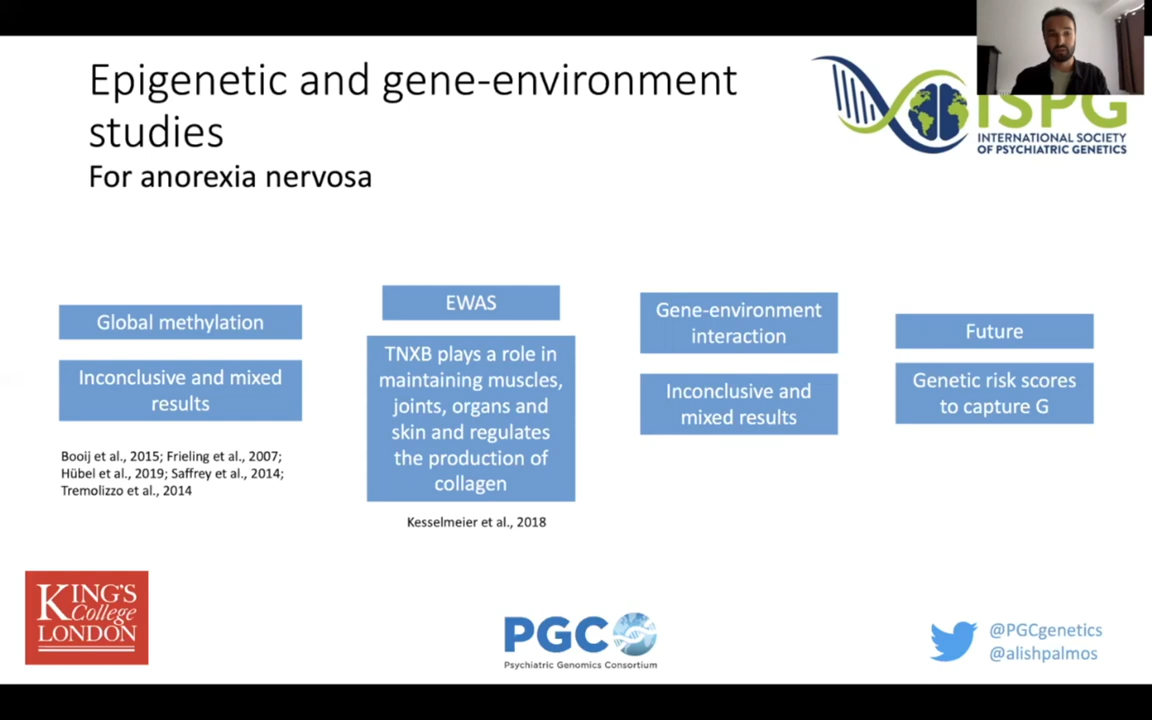 Epigenetic and gene-environment
studies
For anorexia nervosa
ISPG
INTERNATIONAL SOCIETY
OF PSYCHIATRIC GENETICS
Global methylation
Inconclusive and mixed
results
Booij et al., 2015; Frieling et al., 2007;
Hübel et al., 2019; Saffrey et al., 2014;
Tremolizzo et al., 2014
EWAS
TNXB plays a role in
maintaining muscles,
joints, organs and
skin and regulates
the production of
collagen
Kesselmeier et al., 2018
Gene-environment
interaction
Inconclusive and
mixed results
Future
Genetic risk scores
to capture G
KING'S
College
LONDON
PGC
Psychiatric Genomics Consortium
@PGCgenetics
@alishpalmos